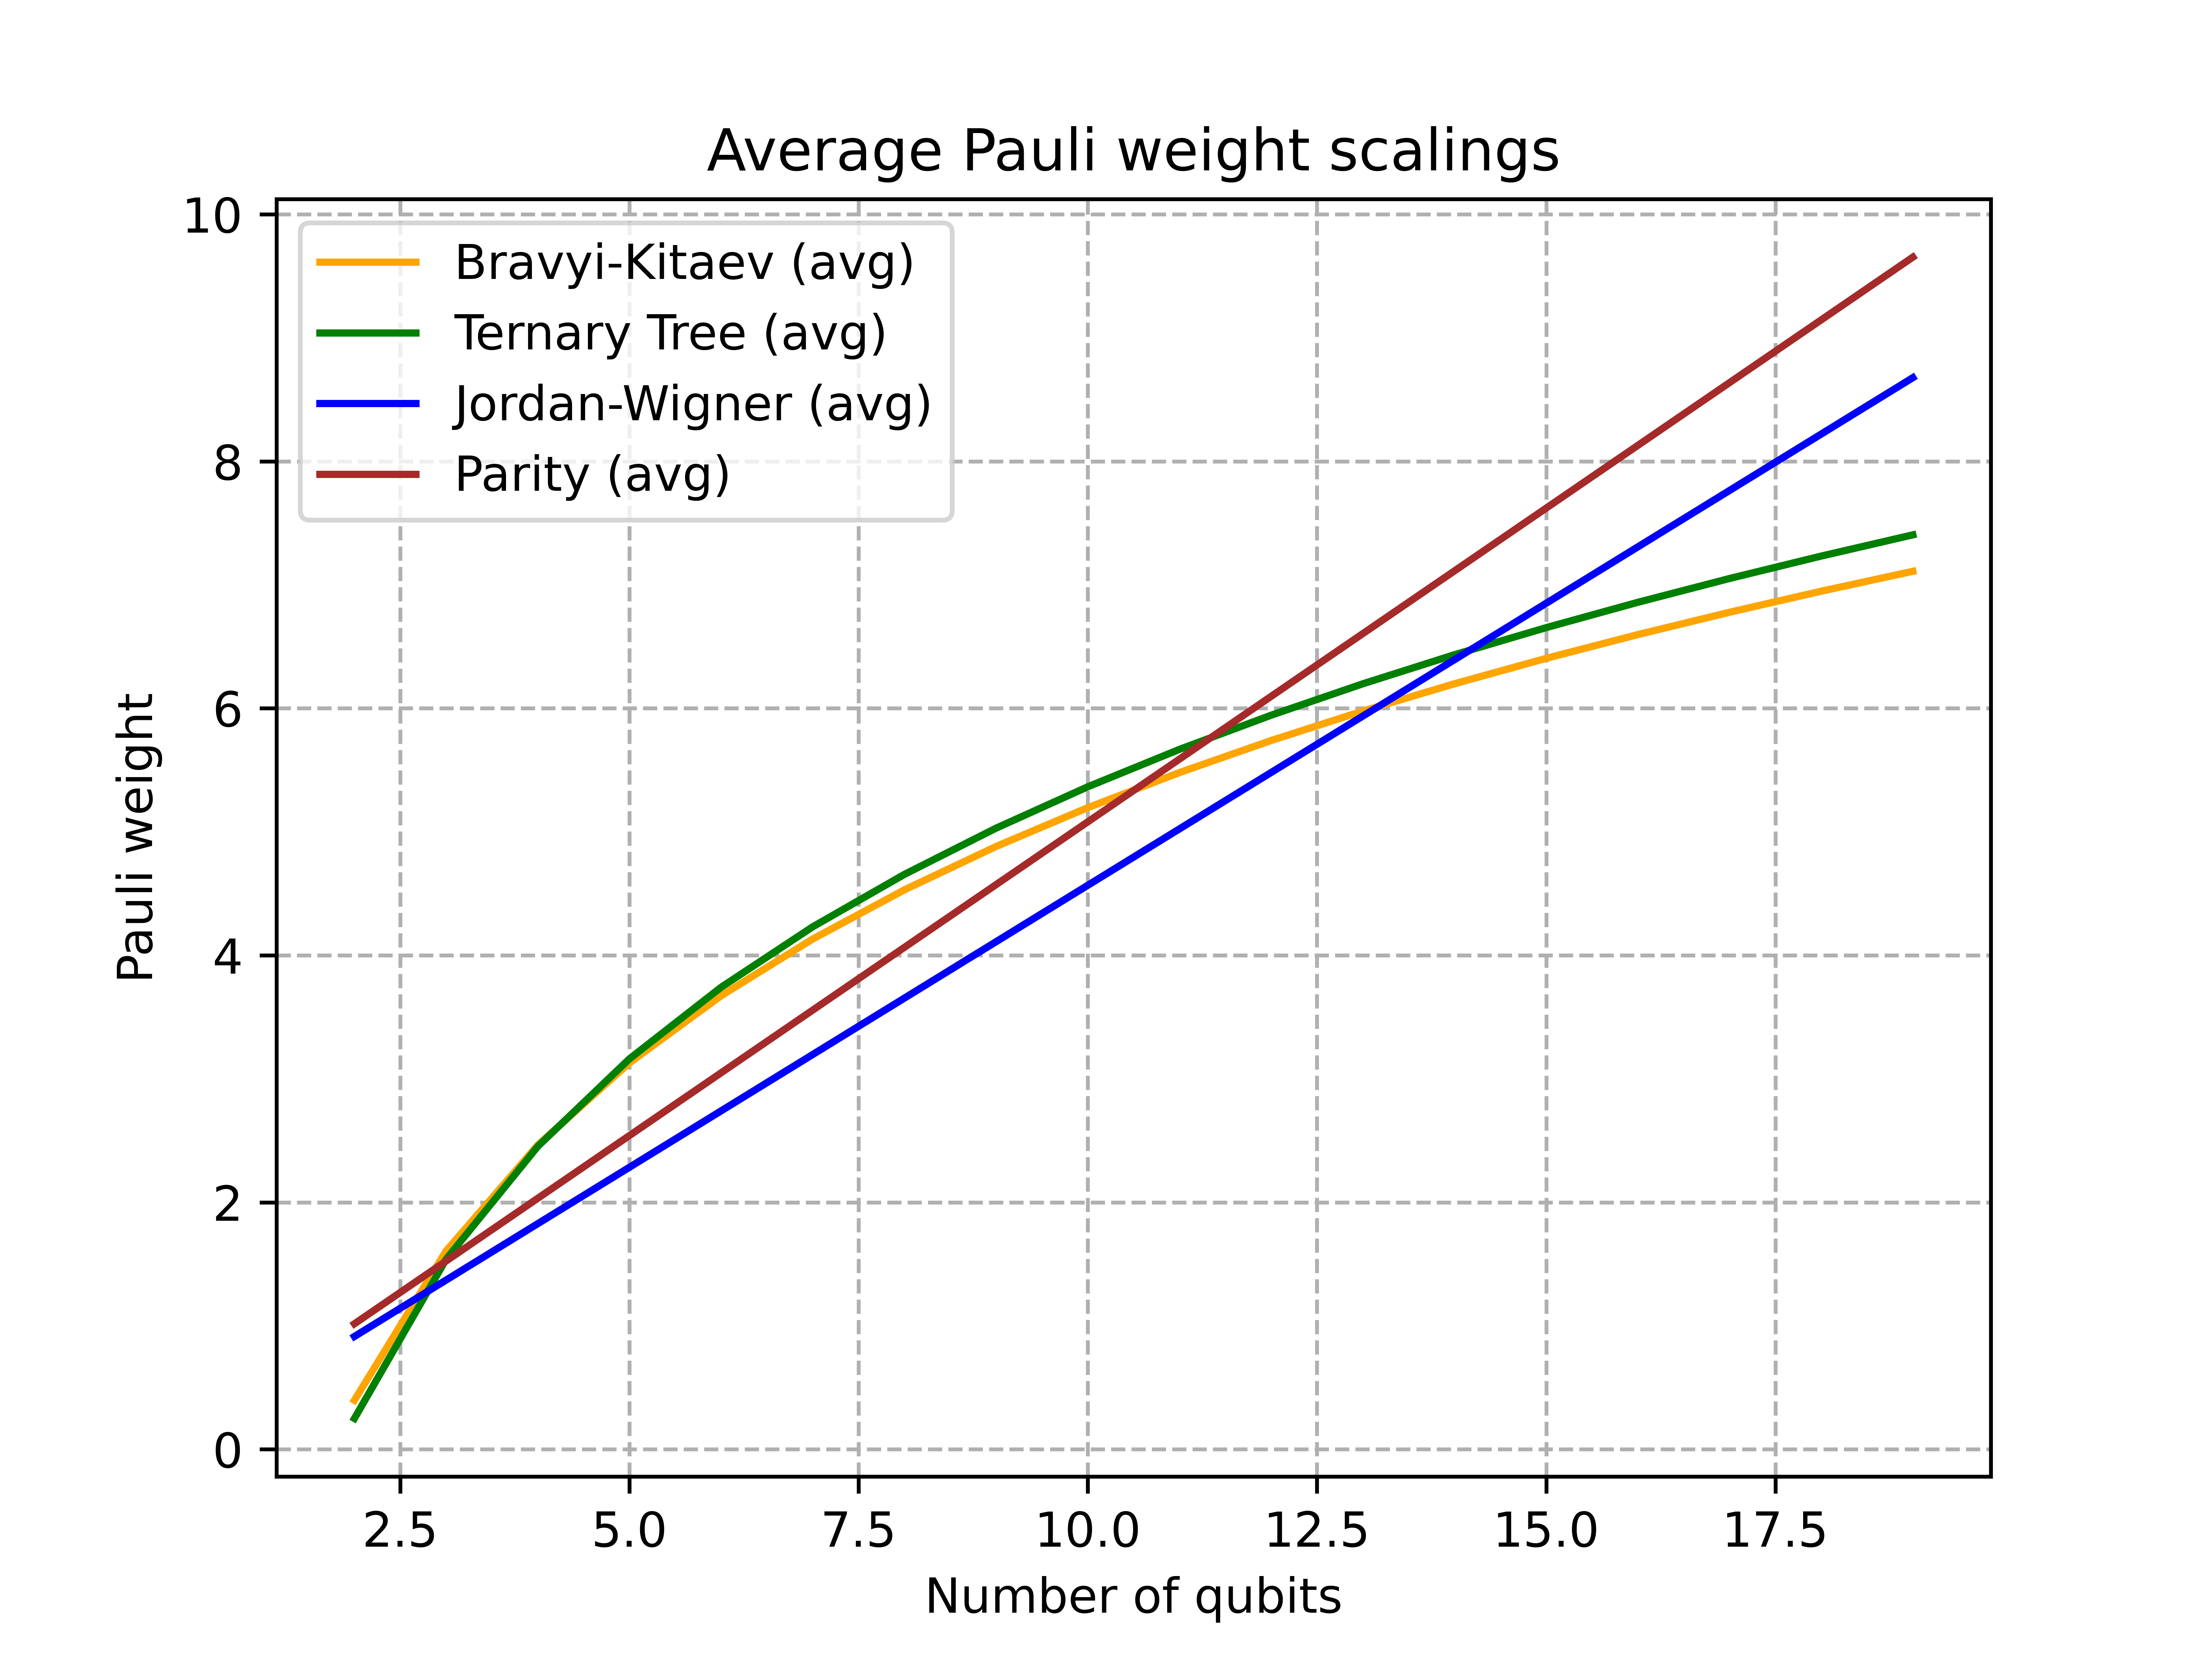 Average Pauli weight scalings
10
8
6
4
2
0
Pauli weight
Bravyi-Kitaev (avg)
Ternary Tree (avg)
Jordan-Wigner (avg)
Parity (avg)
2.5 5.0 7.5 10.0 12.5 15.0 17.5
Number of qubits